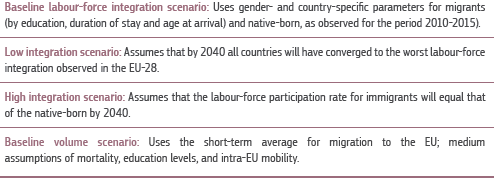 Baseline labour-force integration scenario: Uses gender- and country-specific parameters for migrants
(by education, duration of stay and age at arrival) and native-born, as observed for the period 2010-2015).
Low integration scenario: Assumes that by 2040 all countries will have converged to the worst labour-force
integration observed in the EU-28.
High integration scenario: Assumes that the labour-force participation rate for immigrants will equal that
of the native-born by 2040.
Baseline volume scenario: Uses the short-term average for migration to the EU; medium
assumptions of mortality, education levels, and intra-EU mobility.